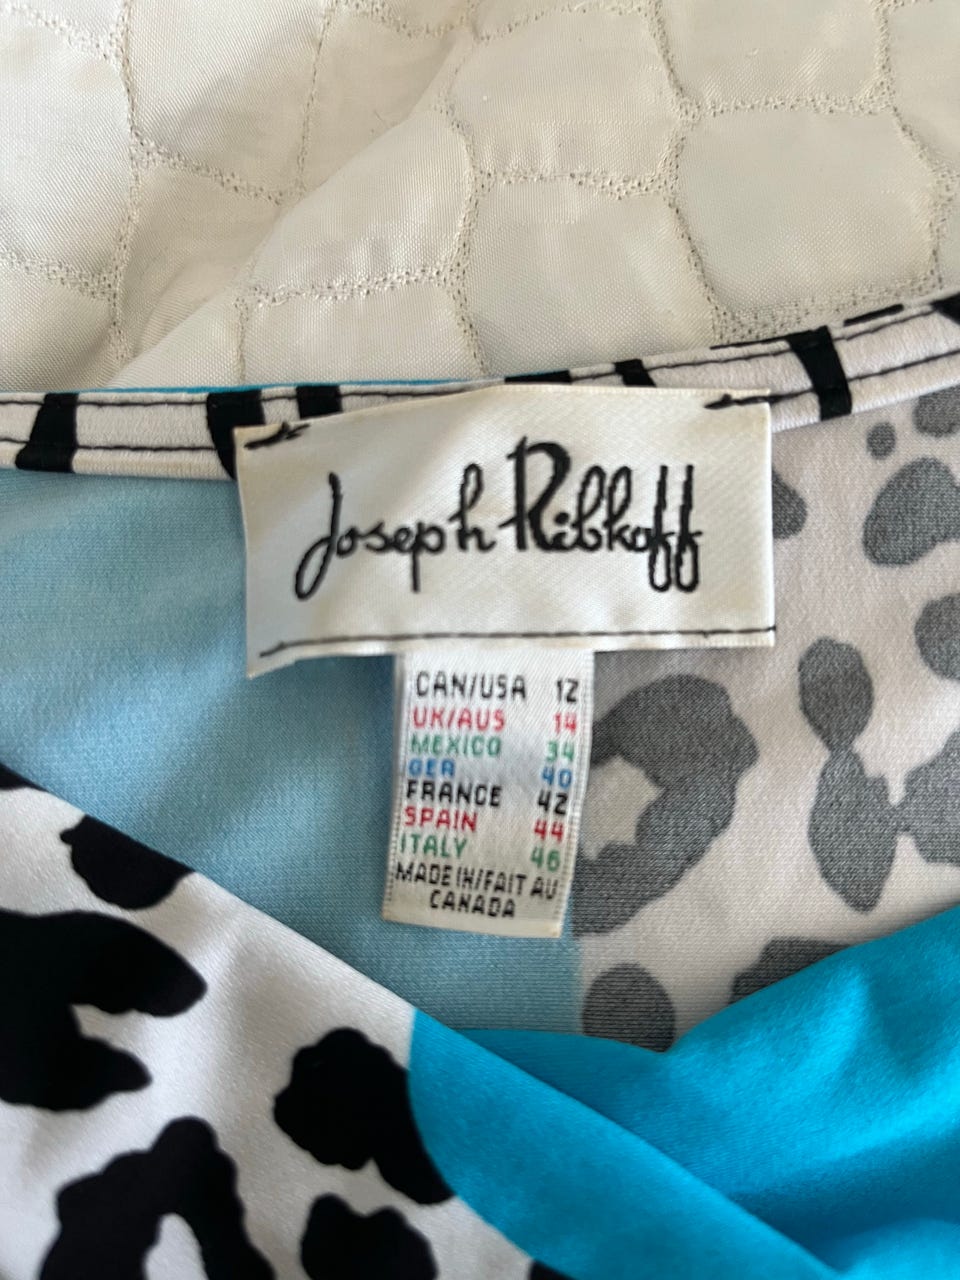 Joseph Ribkoff
CAN/USA 12
UK/AUS 14
MEXICO 34
GER 40
FRANCE 42
SPAIN 44
ITALY 46
MADE IN/FAIT AU
CANADA